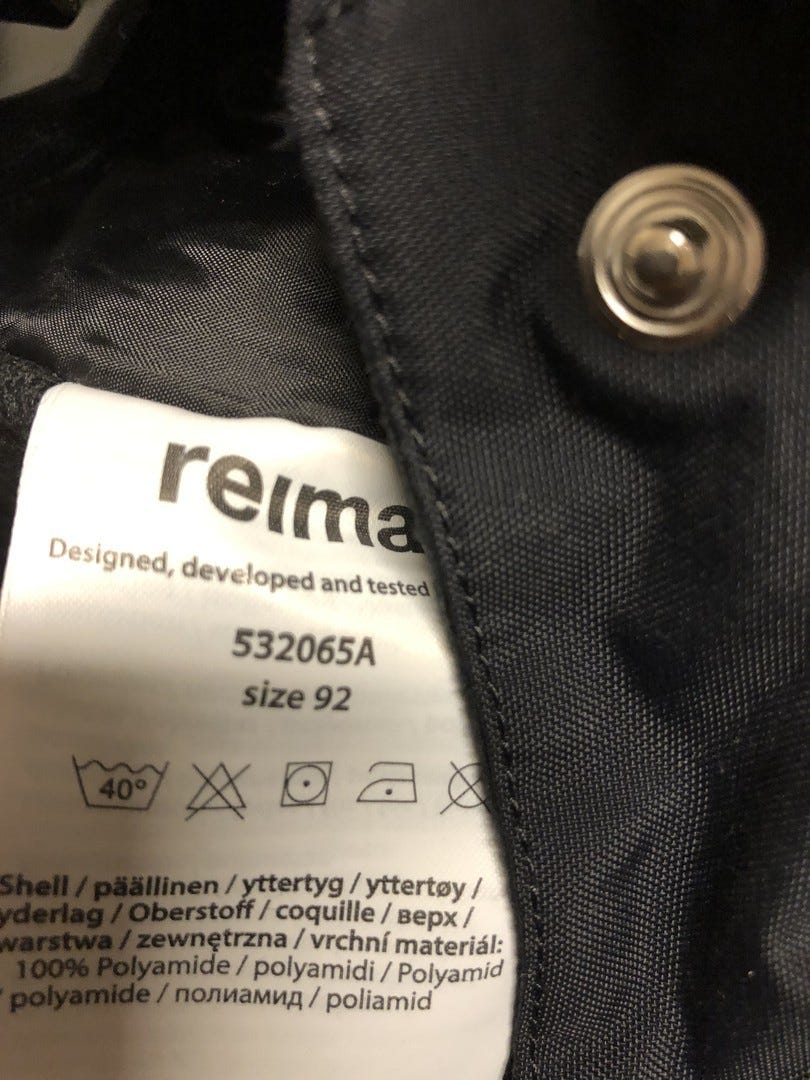 reima
Designed, developed and tested
532065A
size 92
40°
Shell / päällinen / yttertyg / yttertøy /
yderlag / Oberstoff / coquille / верх /
warstwa / zewnętrzna / vrchní materiál:
100% Polyamide / polyamidi / Polyamid
/ polyamide / полиамид / poliamid